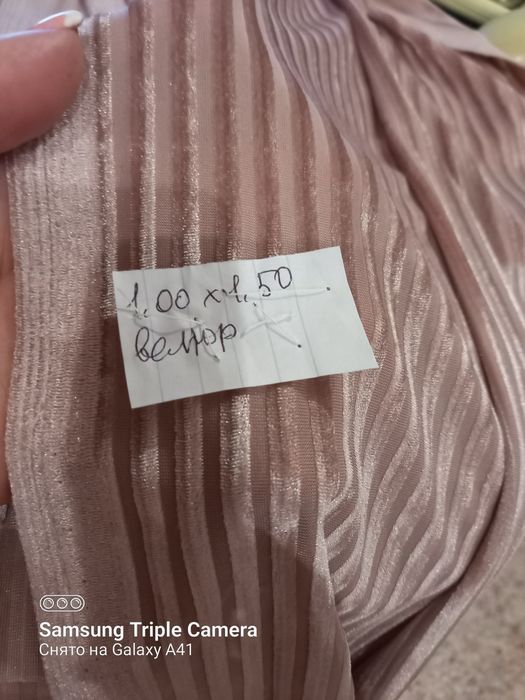 1,00 x 1,50
велюр
Samsung Triple Camera
Снято на Galaxy A41